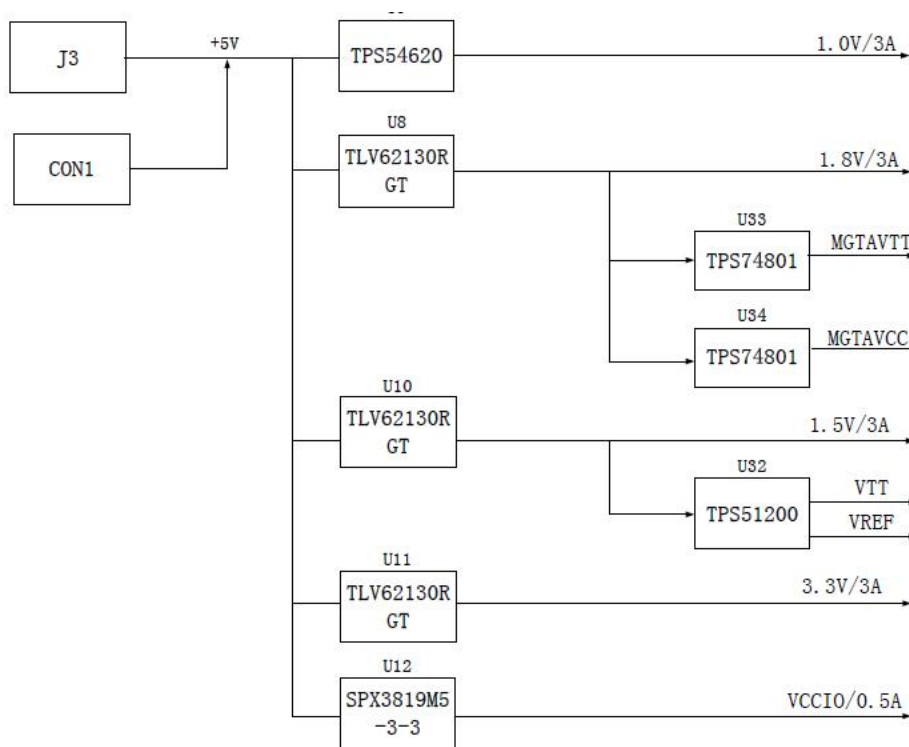 J3
+5V
TPS54620
1.0V/3A
CON1
U8
TLV62130R
GT
1.8V/3A
U33
TPS74801
MGTAVTT
U34
TPS74801
MGTAVCC
U10
TLV62130R
GT
1.5V/3A
U32
TPS51200
VTT
VREF
U11
TLV62130R
GT
3.3V/3A
U12
SPX3819M5
-3-3
VCCIO/0.5A